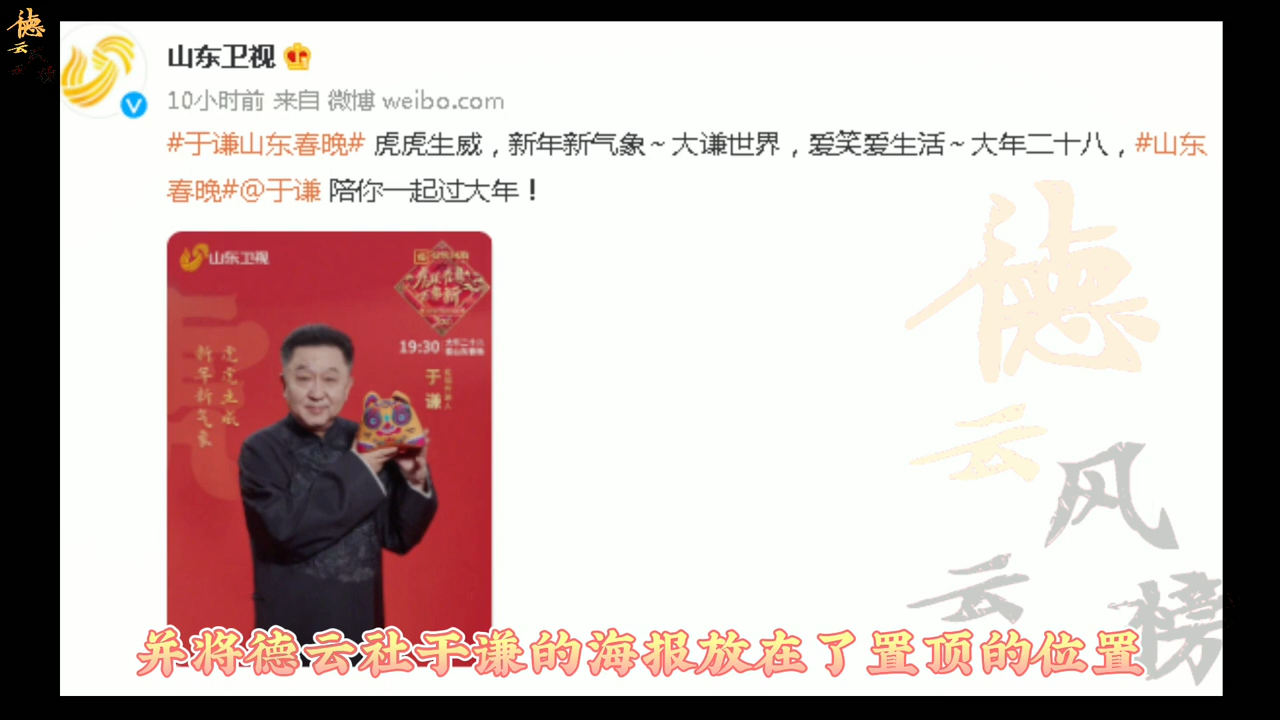 德
云
山东卫视
10小时前 来自 微博 weibo.com
#于谦山东春晚# 虎虎生威，新年新气象~大谦世界，爱笑爱生活~大年二十八，#山东
春晚#@于谦 陪你一起过大年！
山东卫视
19:30
于谦
虎虎生威
新年新气象
德
云
风
云
榜
并将德云社于谦的海报放在了置顶的位置